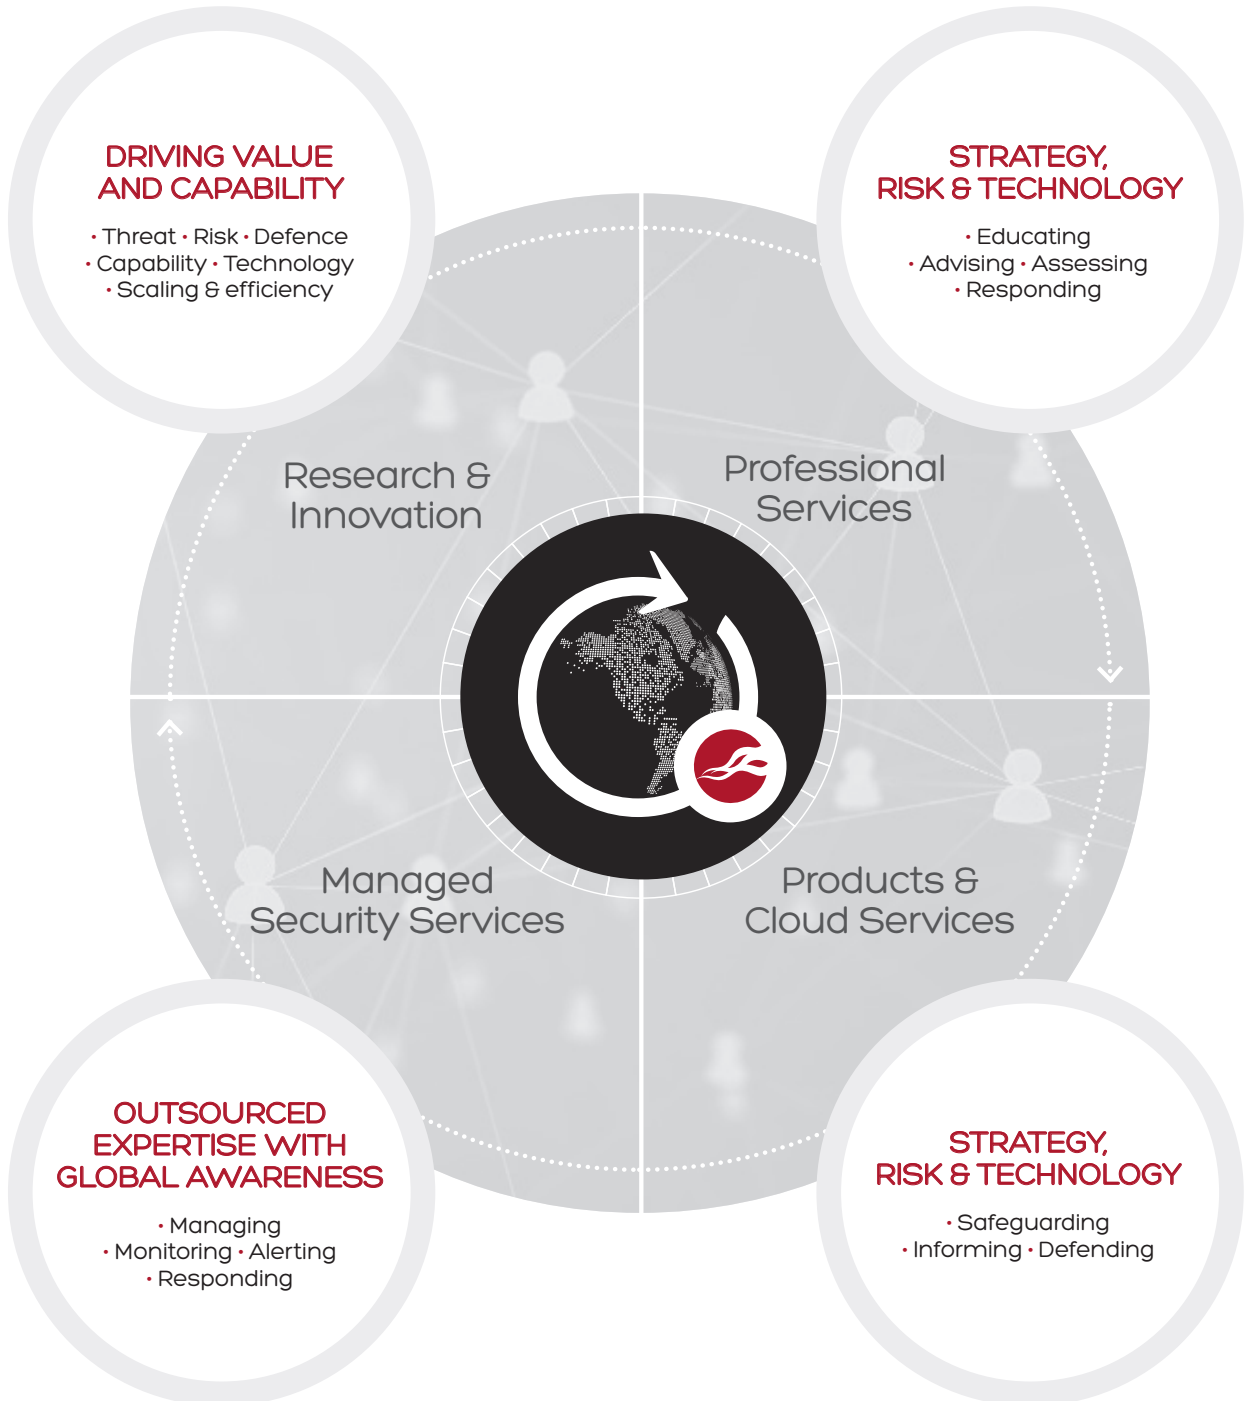 DRIVING VALUE
AND CAPABILITY
• Threat • Risk • Defence
• Capability • Technology
• Scaling & efficiency
STRATEGY,
RISK & TECHNOLOGY
• Educating
• Advising • Assessing
• Responding
Research &
Innovation
Professional
Services
Managed
Security Services
Products &
Cloud Services
OUTSOURCED
EXPERTISE WITH
GLOBAL AWARENESS
• Managing
• Monitoring • Alerting
• Responding
STRATEGY,
RISK & TECHNOLOGY
• Safeguarding
• Informing • Defending